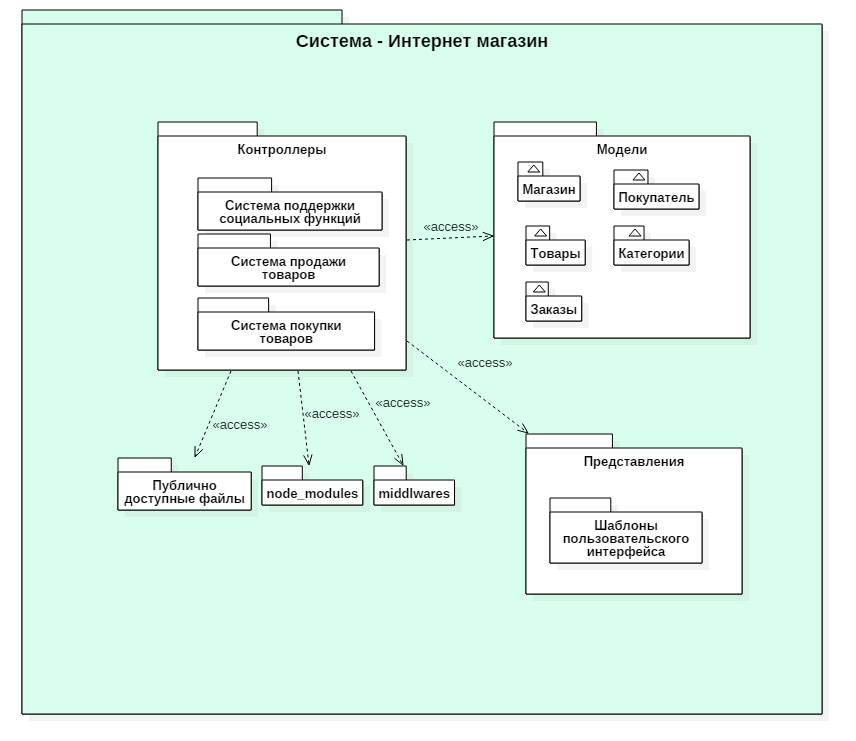 Система - Интернет магазин
Контроллеры
Система поддержки
социальных функций
Система продажи
товаров
Система покупки
товаров
«access»
Модели
Магазин
Покупатель
Товары
Категории
Заказы
«access»
«access»
«access»
«access»
Публично
доступные файлы
node_modules
middlwares
Представления
Шаблоны
пользовательского
интерфейса